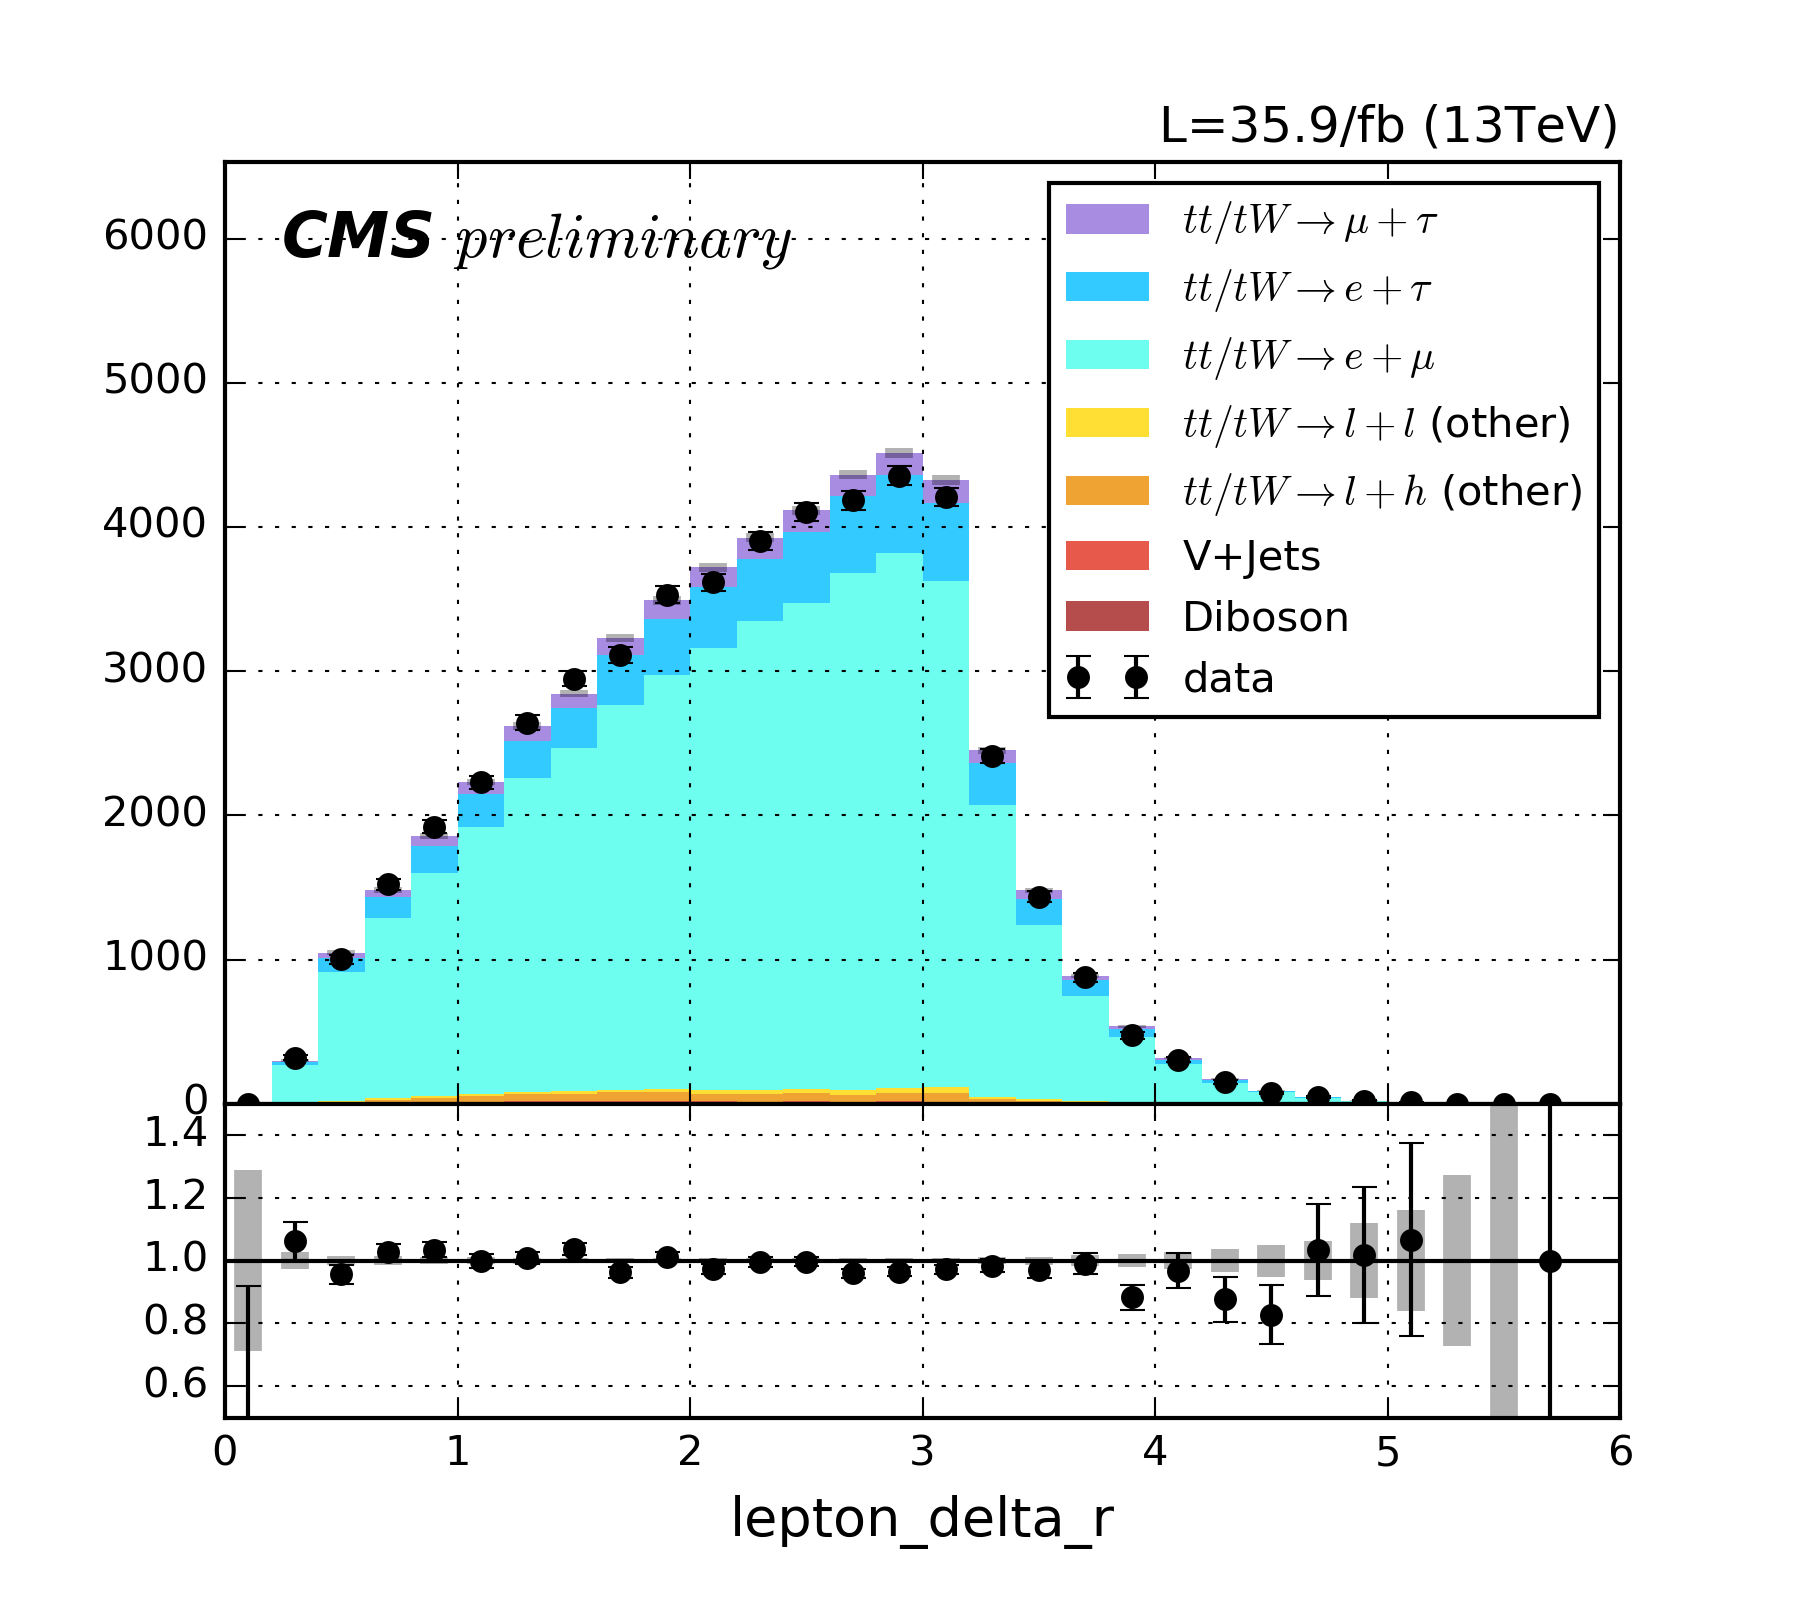 L=35.9/fb (13TeV)
CMS preliminary
tt/tW→μ+τ
tt/tW→e+τ
tt/tW→e+μ
tt/tW→l+l (other)
tt/tW→l+h (other)
V+Jets
Diboson
data
6000
5000
4000
3000
2000
1000
0
1.4
1.2
1.0
0.8
0.6
0 1 2 3 4 5 6
lepton_delta_r